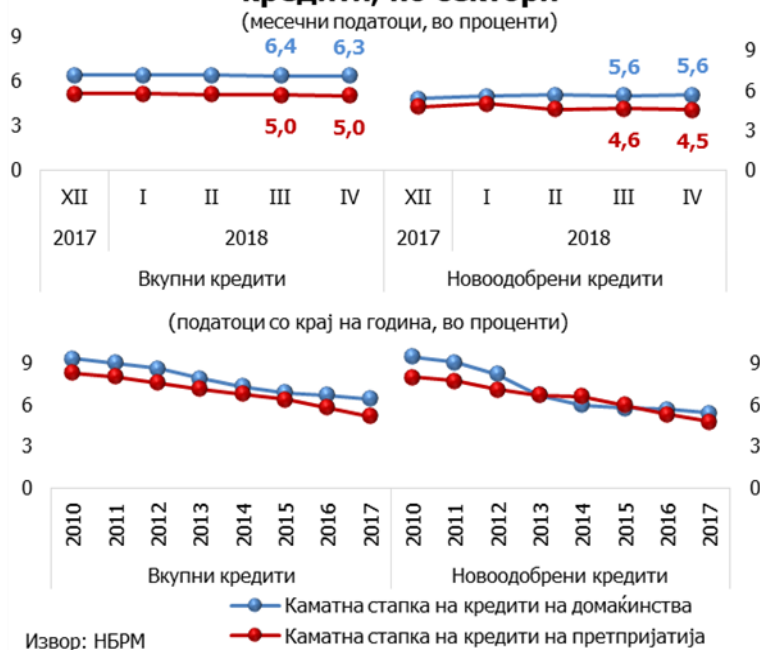 кредити, по сектори
(месечни податоци, во проценти)
9 6,4 6,3 9
6 5,6 5,6 6
3 5,0 5,0 4,6 4,5 3
0 0
XII I II III IV XII I II III IV
2017 2018 2017 2018
Вкупни кредити Новоодобрени кредити
(податоци со крај на година, во проценти)
9 9
6 6
3 3
0 0
2010 2011 2012 2013 2014 2015 2016 2017 2010 2011 2012 2013 2014 2015 2016 2017
Вкупни кредити Новоодобрени кредити
Каматна стапка на кредити на домаќинства
Каматна стапка на кредити на претпријатија
Извор: НБРМ